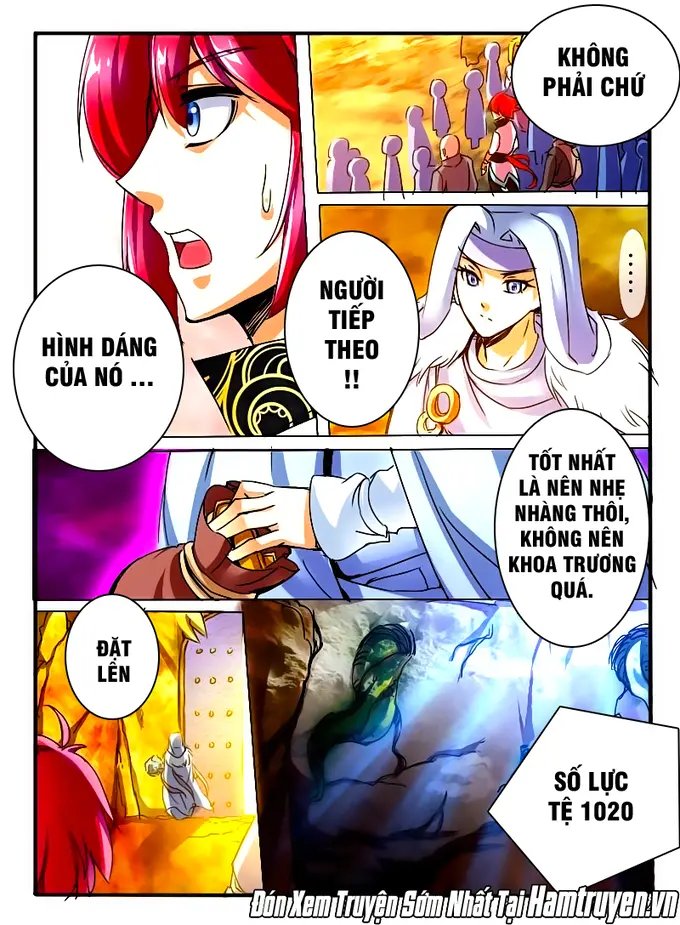 KHÔNG
PHẢI CHỨ
HÌNH DÁNG
CỦA NÓ ...
NGƯỜI
TIẾP
THEO
!!
......
TỐT NHẤT
LÀ NÊN NHẸ
NHÀNG THÔI,
KHÔNG NÊN
KHOA TRƯƠNG
QUÁ.
ĐẶT
LÊN
SỐ LỰC
TỆ 1020
Đón Xem Truyện Sớm Nhất Tại Hamtruyen.vn